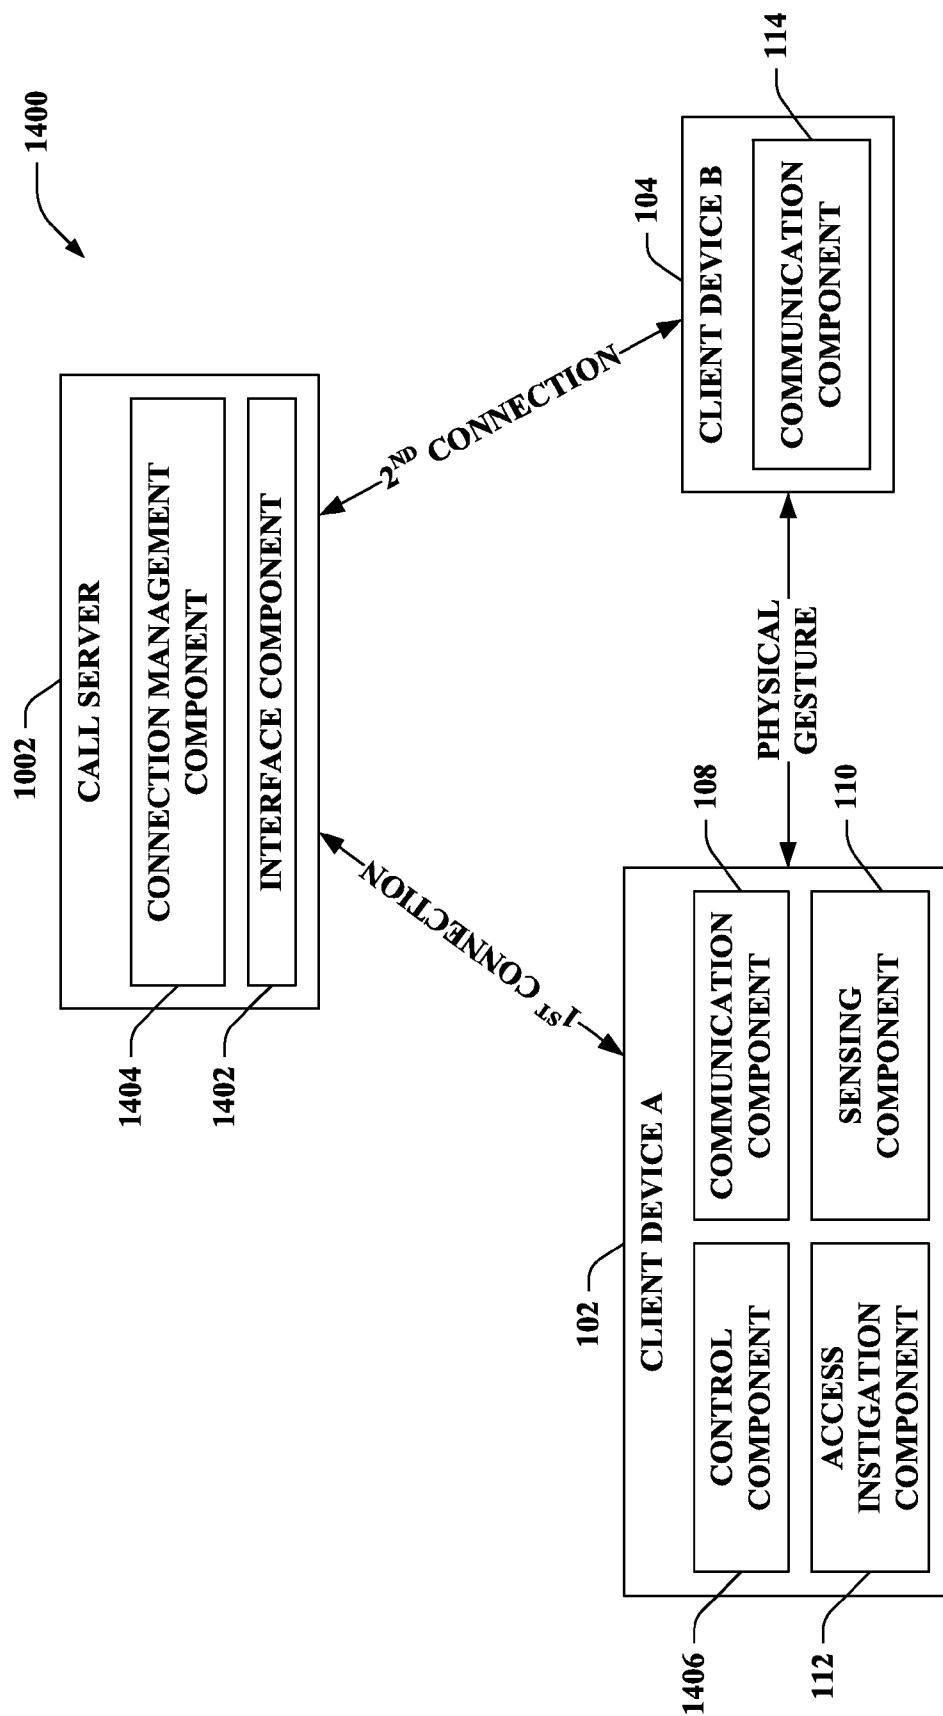 1400
1002
CALL SERVER
CONNECTION MANAGEMENT
COMPONENT
INTERFACE COMPONENT
1404
1402
1ST CONNECTION
2ND CONNECTION
102
CLIENT DEVICE A
CONTROL
COMPONENT
COMMUNICATION
COMPONENT
ACCESS
INSTIGATION
COMPONENT
SENSING
COMPONENT
1406
112
108
110
PHYSICAL
GESTURE
104
CLIENT DEVICE B
COMMUNICATION
COMPONENT
114